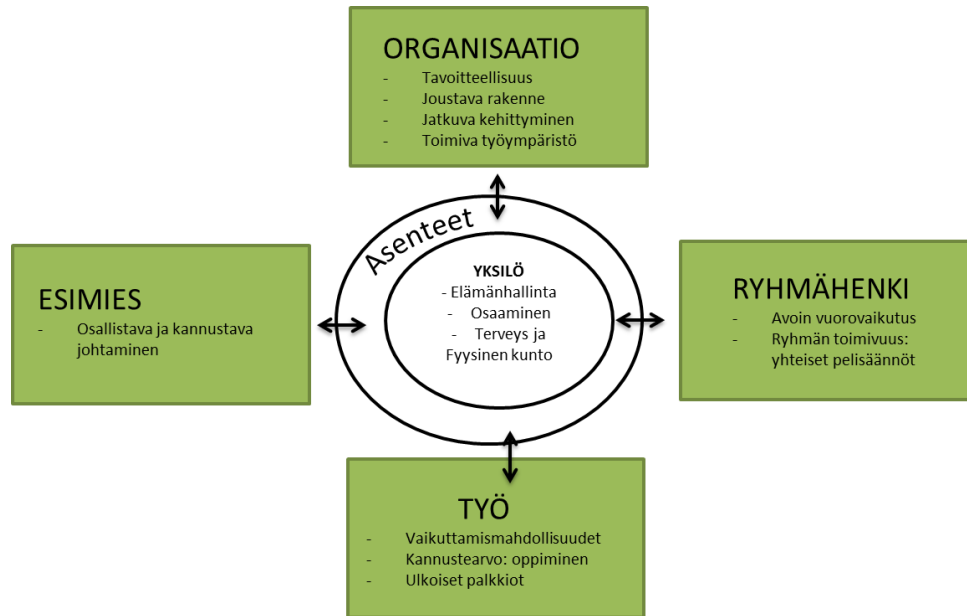 ORGANISAATIO
- Tavoitteellisuus
- Joustava rakenne
- Jatkuva kehittyminen
- Toimiva työympäristö
Asenteet
YKSILÖ
- Elämänhallinta
- Osaaminen
- Terveys ja
Fyysinen kunto
ESIMIES
- Osallistava ja kannustava
johtaminen
RYHMÄHENKI
- Avoin vuorovaikutus
- Ryhmän toimivuus:
yhteiset pelisäännöt
TYÖ
- Vaikuttamismahdollisuudet
- Kannustearvo: oppiminen
- Ulkoiset palkkiot